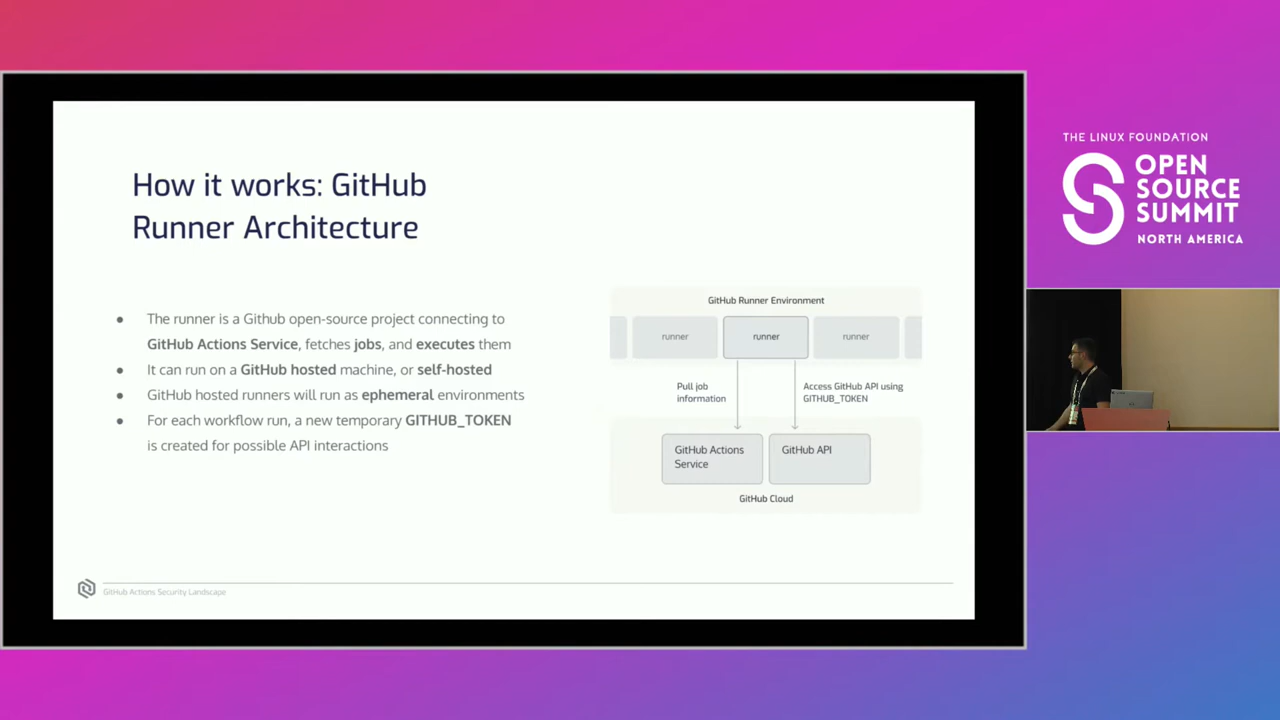 How it works: GitHub
Runner Architecture
● The runner is a Github open-source project connecting to
GitHub Actions Service, fetches jobs, and executes them
● It can run on a GitHub hosted machine, or self-hosted
● GitHub hosted runners will run as ephemeral environments
● For each workflow run, a new temporary GITHUB_TOKEN
is created for possible API interactions
GitHub Runner Environment
runner
runner
runner
Pull job
information
Access GitHub API using
GITHUB_TOKEN
GitHub Actions
Service
GitHub API
GitHub Cloud
GitHub Actions Security Landscape
THE LINUX FOUNDATION
OPEN
SOURCE
SUMMIT
NORTH AMERICA